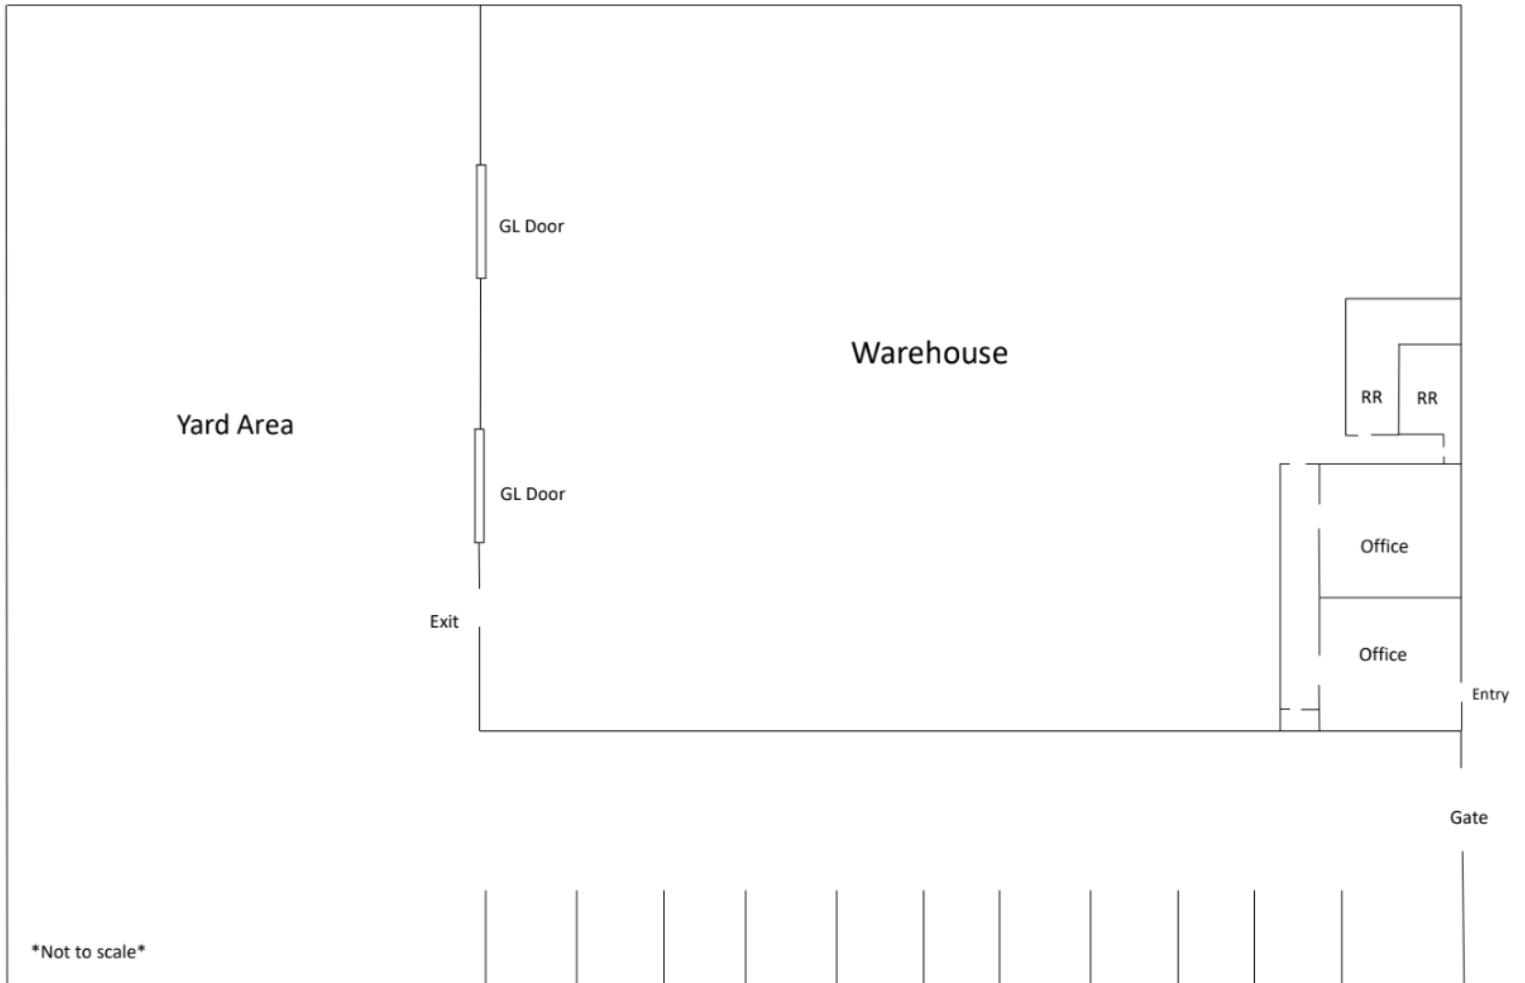 GL Door
Warehouse
RR
RR
Yard Area
GL Door
Office
Exit
Office
Entry
Gate
*Not to scale*